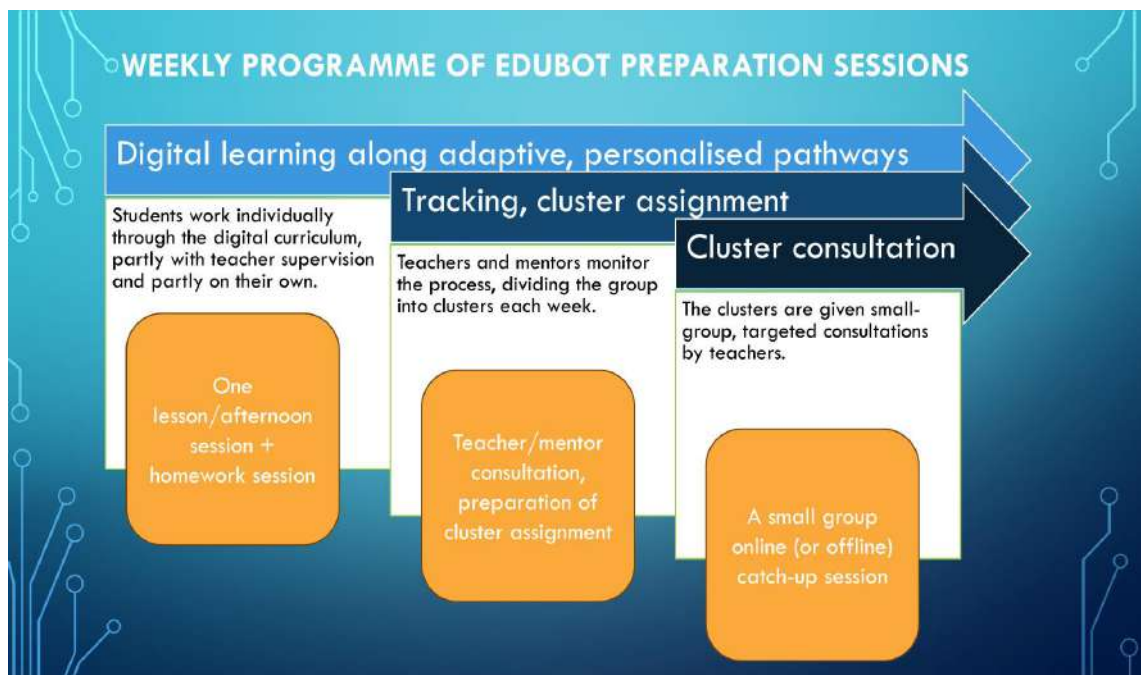 WEEKLY PROGRAMME OF EDUBOT PREPARATION SESSIONS
Digital learning along adaptive, personalised pathways
Students work individually
through the digital curriculum,
partly with teacher supervision
and partly on their own.
One
lesson/afternoon
session +
homework session
Tracking, cluster assignment
Teachers and mentors monitor
the process, dividing the group
into clusters each week.
Teacher/mentor
consultation,
preparation of
cluster assignment
Cluster consultation
The clusters are given small-
group, targeted consultations
by teachers.
A small group
online (or offline)
catch-up session